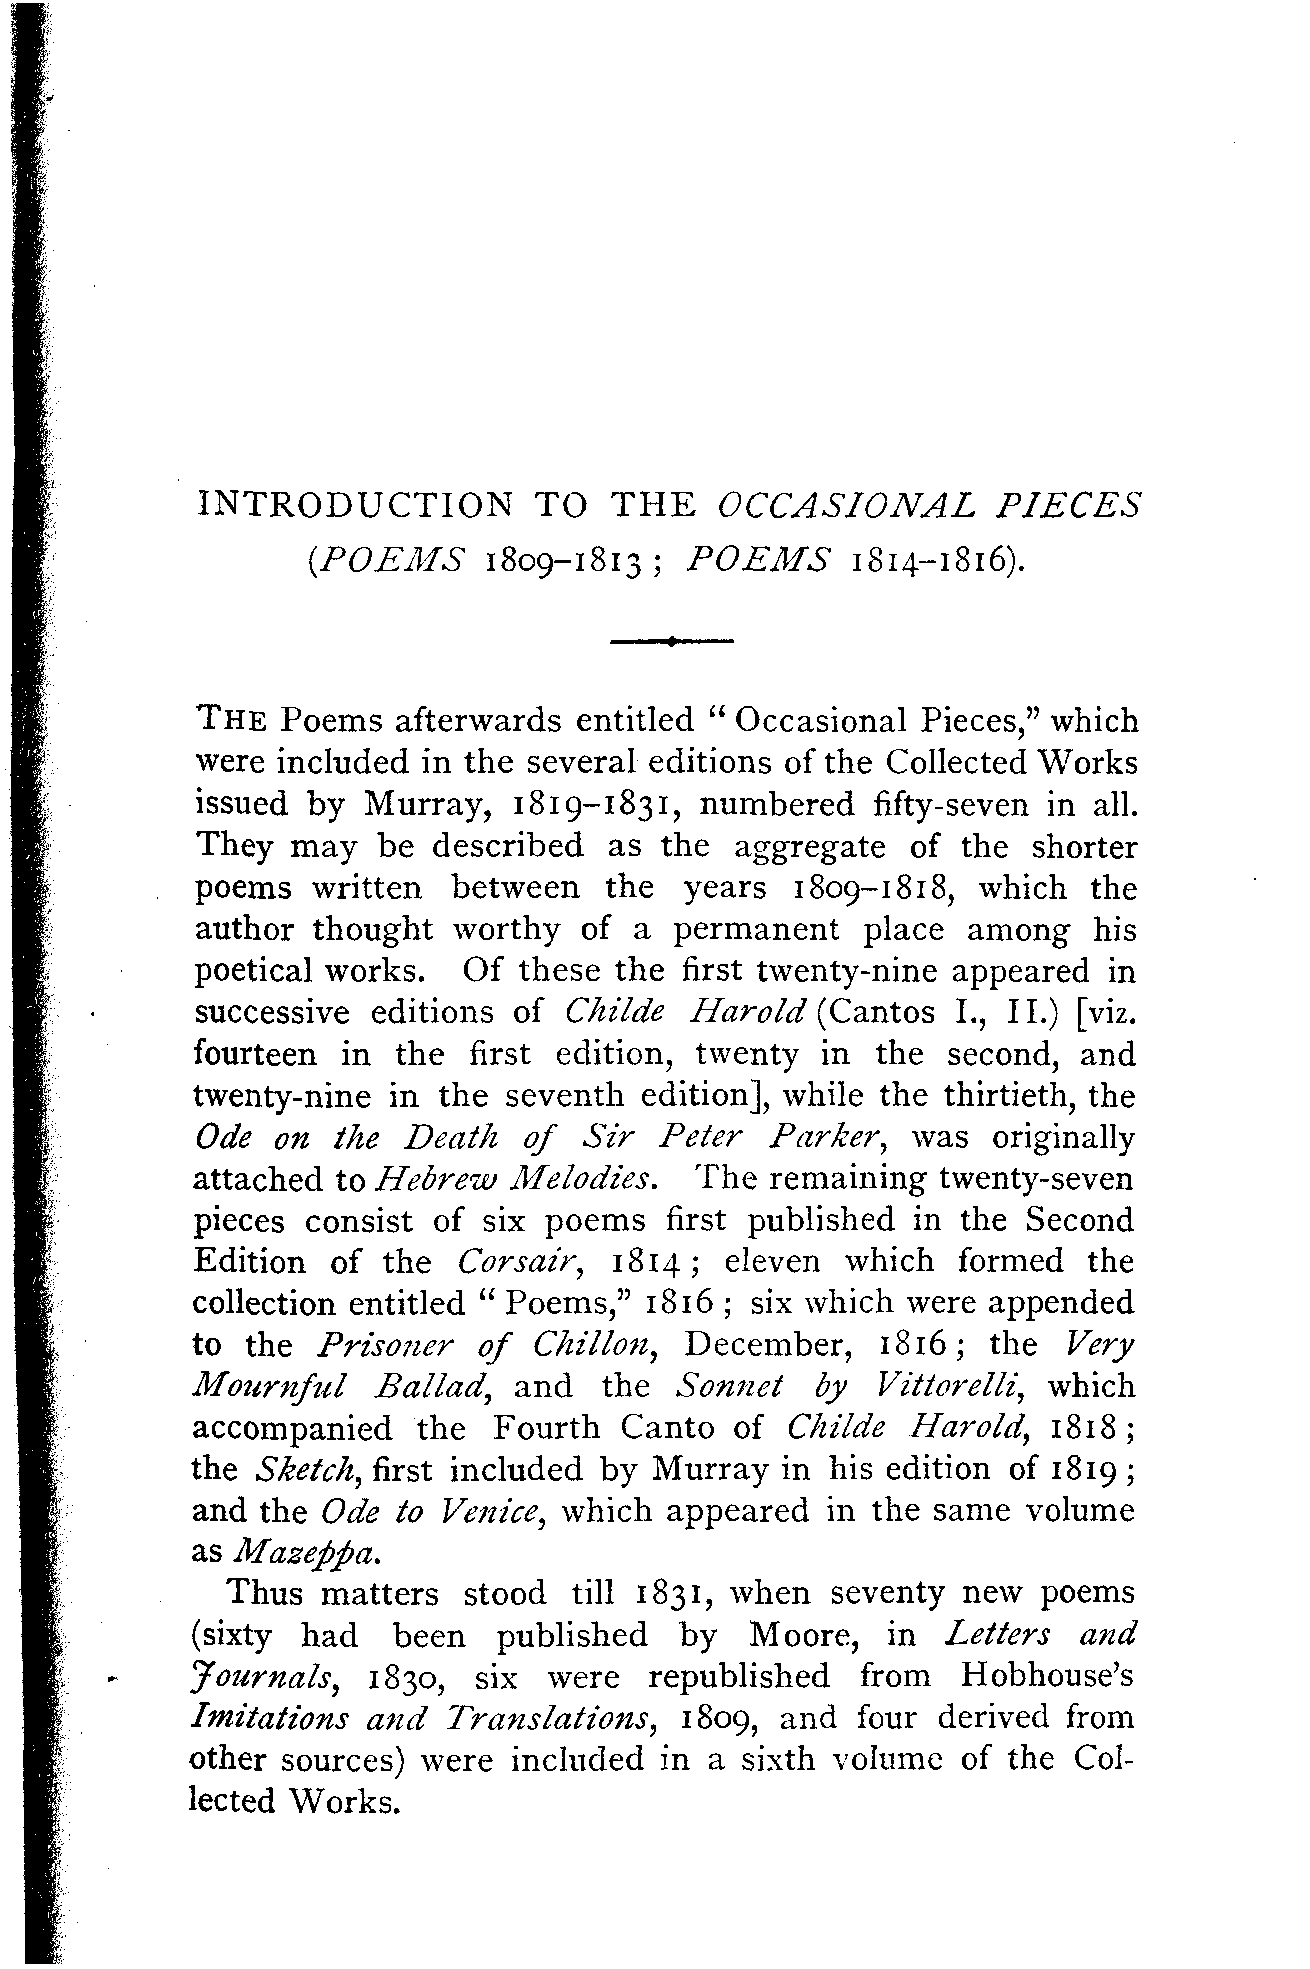 INTRODUCTION TO THE OCCASIONAL PIECES
(POEMS 1809–1813; POEMS 1814–1816).
THE Poems afterwards entitled “Occasional Pieces,” which
were included in the several editions of the Collected Works
issued by Murray, 1819–1831, numbered fifty-seven in all.
They may be described as the aggregate of the shorter
poems written between the years 1809–1818, which the
author thought worthy of a permanent place among his
poetical works. Of these the first twenty-nine appeared in
successive editions of Childe Harold (Cantos I., II.) [viz.
fourteen in the first edition, twenty in the second, and
twenty-nine in the seventh edition], while the thirtieth, the
Ode on the Death of Sir Peter Parker, was originally
attached to Hebrew Melodies. The remaining twenty-seven
pieces consist of six poems first published in the Second
Edition of the Corsair, 1814; eleven which formed the
collection entitled “Poems,” 1816; six which were appended
to the Prisoner of Chillon, December, 1816; the Very
Mournful Ballad, and the Sonnet by Vittorelli, which
accompanied the Fourth Canto of Childe Harold, 1818;
the Sketch, first included by Murray in his edition of 1819;
and the Ode to Venice, which appeared in the same volume
as Mazeppa.
Thus matters stood till 1831, when seventy new poems
(sixty had been published by Moore, in Letters and
Journals, 1830, six were republished from Hobhouse’s
Imitations and Translations, 1809, and four derived from
other sources) were included in a sixth volume of the Col-
lected Works.